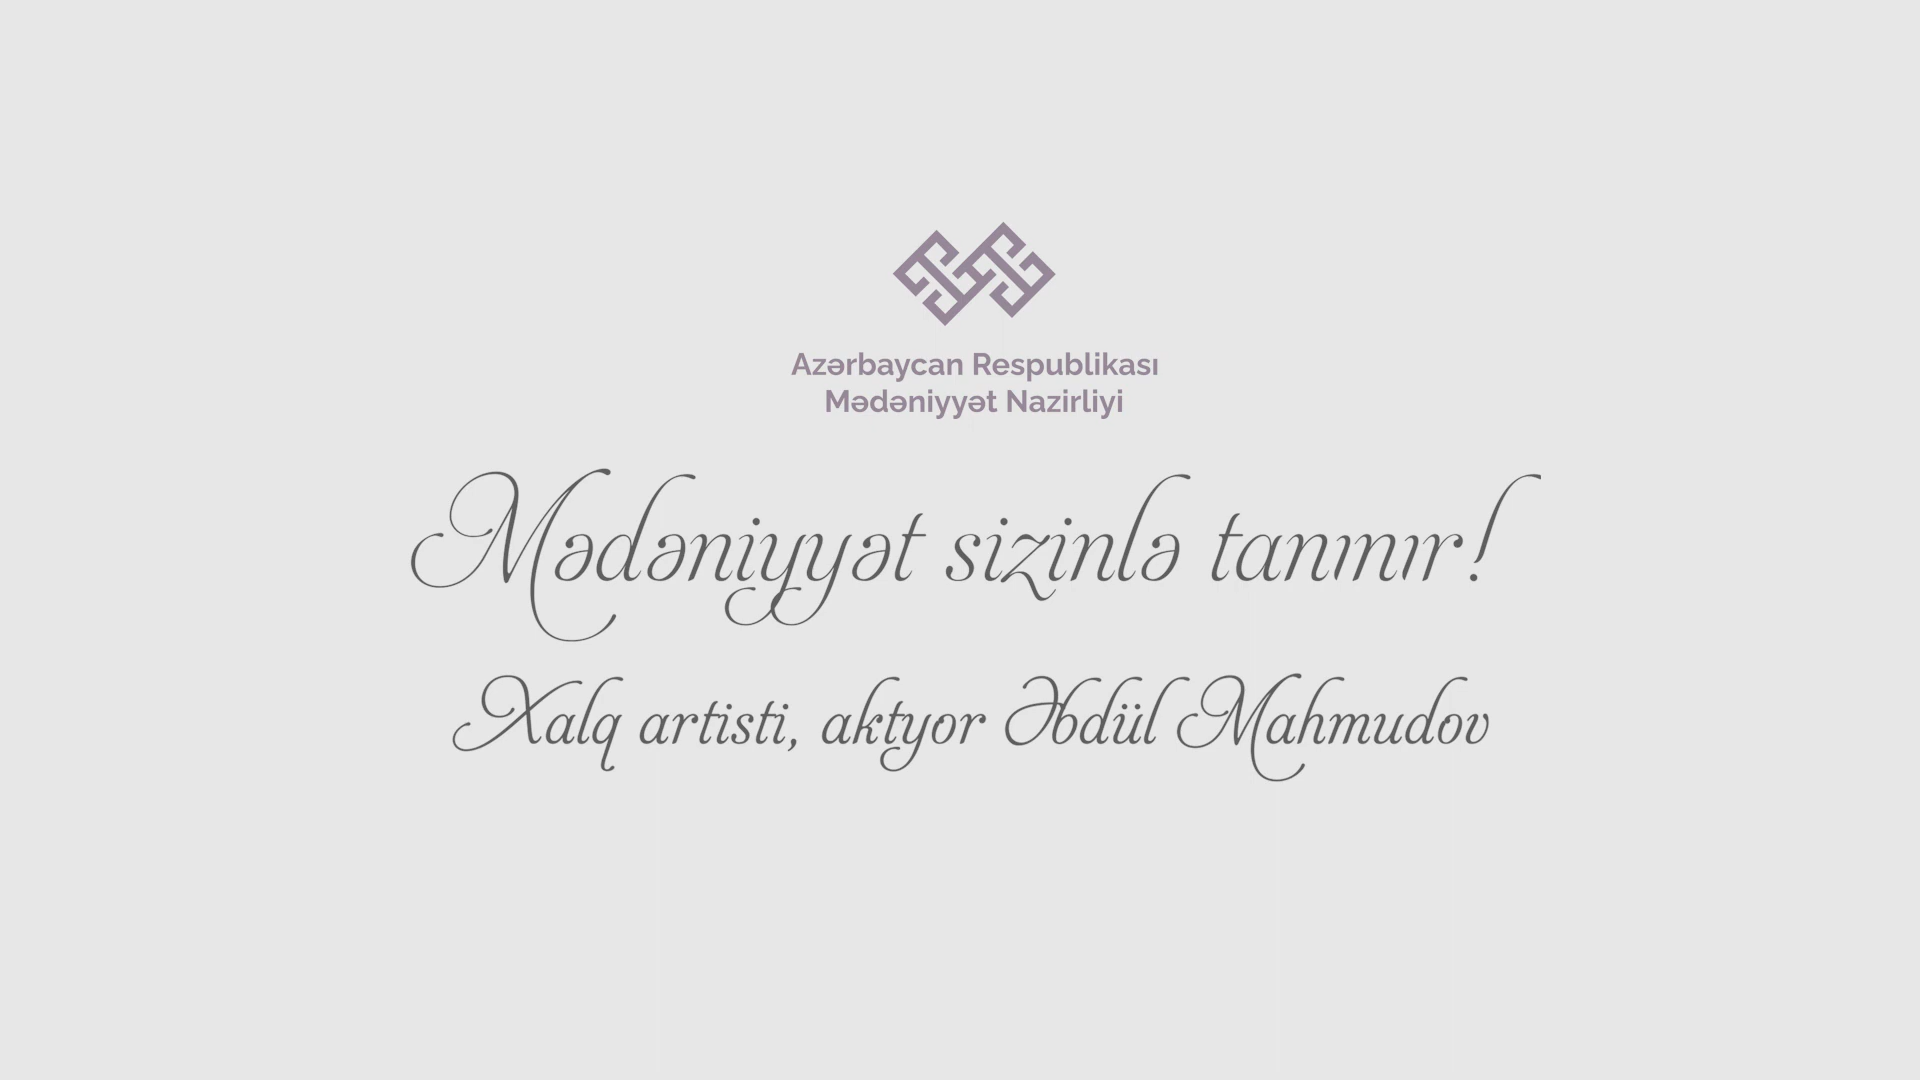 Azərbaycan Respublikası
Mədəniyyət Nazirliyi
Mədəniyyət sizinlə tanınır!
Xalq artisti, aktyor Əbdül Mahmudov